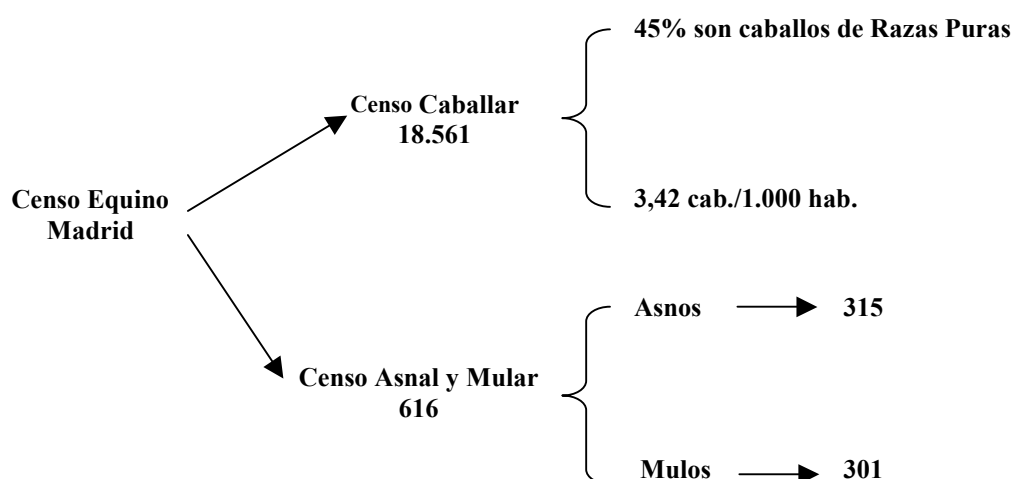 45% son caballos de Razas Puras
Censo Caballar
18.561
Censo Equino
Madrid
3,42 cab./1.000 hab.
Asnos
315
Censo Asnal y Mular
616
Mulos
301